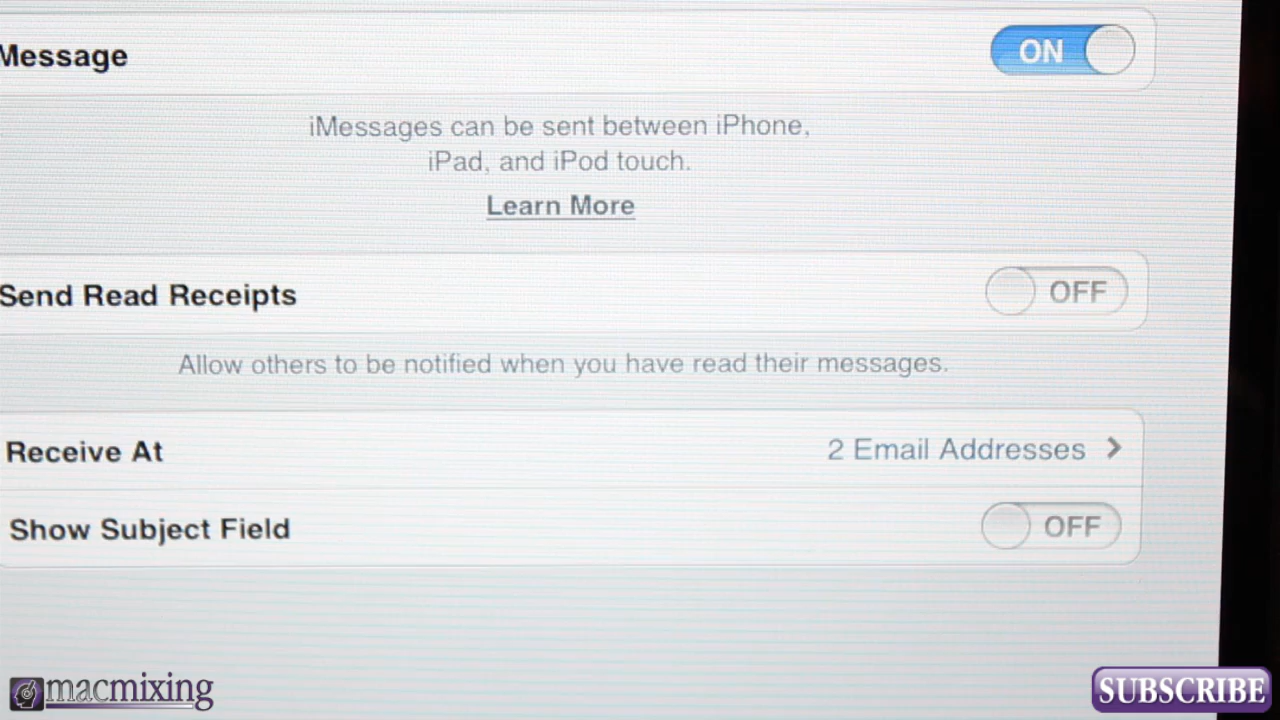 Message
ON
iMessages can be sent between iPhone,
iPad, and iPod touch.
Learn More
Send Read Receipts
OFF
Allow others to be notified when you have read their messages.
Receive At
2 Email Addresses
Show Subject Field
OFF
macmixing
SUBSCRIBE